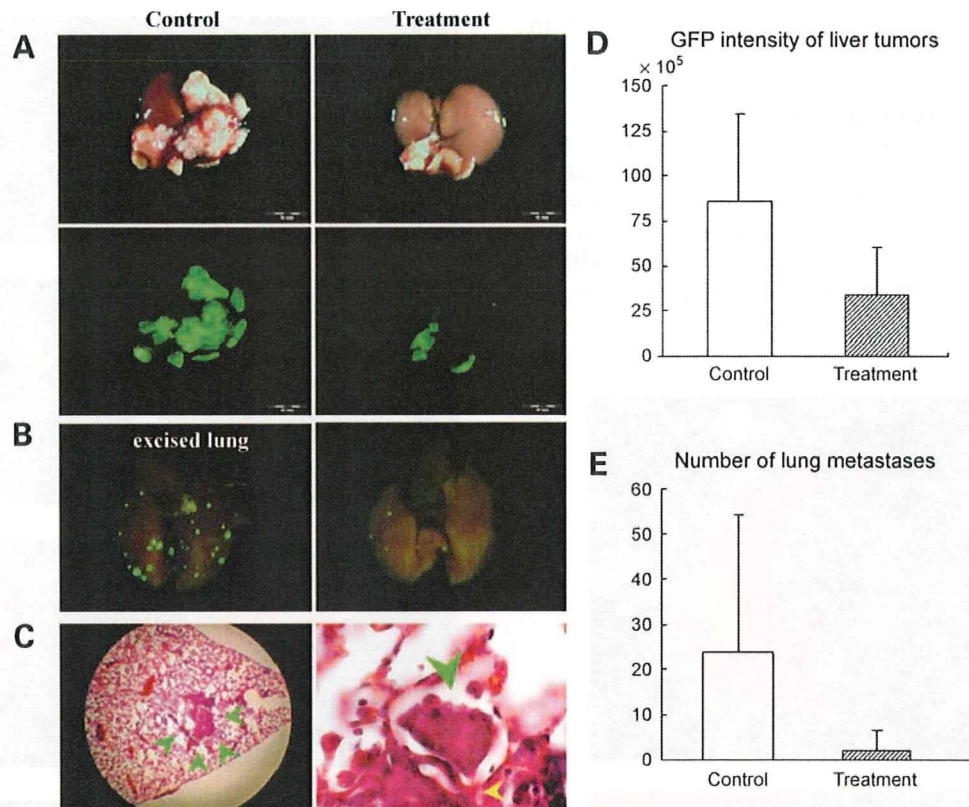 Control Treatment
A
B
excised lung
C
D
GFP intensity of liver tumors
× 10⁵
150
125
100
75
50
25
0
Control Treatment
E
Number of lung metastases
60
50
40
30
20
10
0
Control Treatment